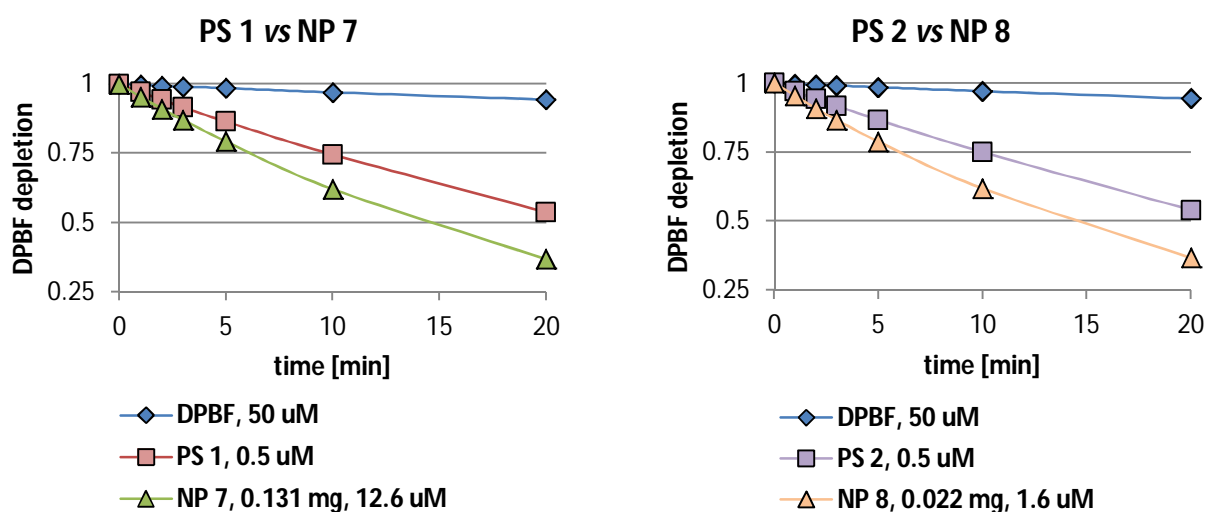 PS 1 vs NP 7
1
0.75
0.5
0.25
DPBF depletion
0 5 10 15 20
time [min]
DPBF, 50 uM
PS 1, 0.5 uM
NP 7, 0.131 mg, 12.6 uM
PS 2 vs NP 8
1
0.75
0.5
0.25
DPBF depletion
0 5 10 15 20
time [min]
DPBF, 50 uM
PS 2, 0.5 uM
NP 8, 0.022 mg, 1.6 uM